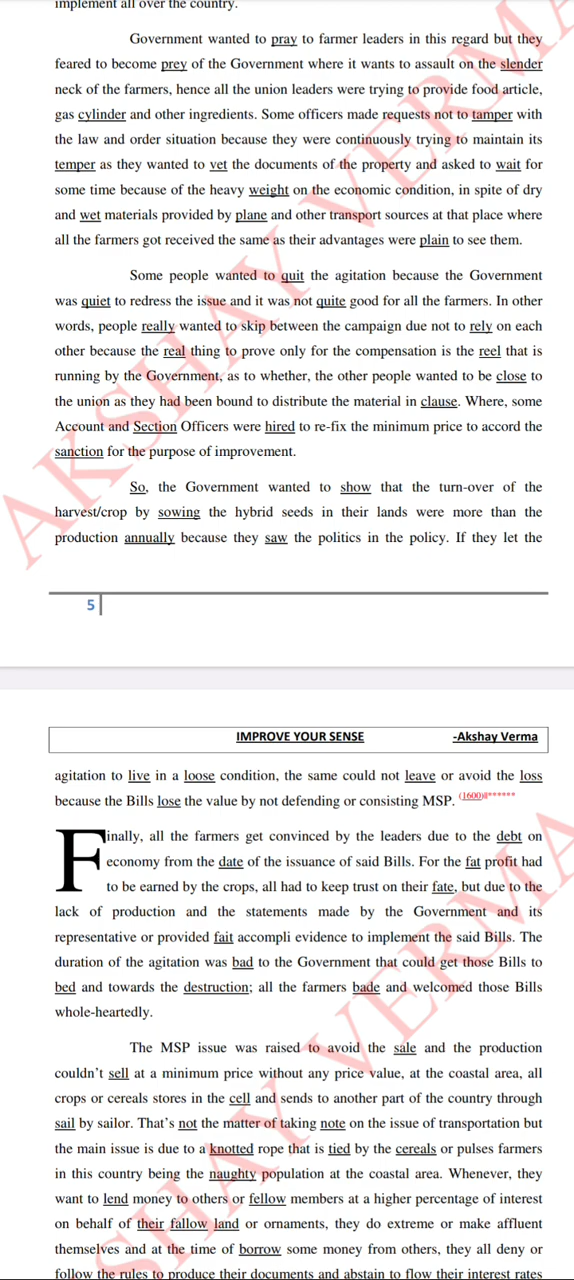 implement all over the country.
Government wanted to pray to farmer leaders in this regard but they
feared to become prey of the Government where it wants to assault on the slender
neck of the farmers, hence all the union leaders were trying to provide food article,
gas cylinder and other ingredients. Some officers made requests not to tamper with
the law and order situation because they were continuously trying to maintain its
temper as they wanted to vet the documents of the property and asked to wait for
some time because of the heavy weight on the economic condition, in spite of dry
and wet materials provided by plane and other transport sources at that place where
all the farmers got received the same as their advantages were plain to see them.
Some people wanted to quit the agitation because the Government
was quiet to redress the issue and it was not quite good for all the farmers. In other
words, people really wanted to skip between the campaign due not to rely on each
other because the real thing to prove only for the compensation is the reel that is
running by the Government, as to whether, the other people wanted to be close to
the union as they had been bound to distribute the material in clause. Where, some
Account and Section Officers were hired to re-fix the minimum price to accord the
sanction for the purpose of improvement.
So, the Government wanted to show that the turn-over of the
harvest/crop by sowing the hybrid seeds in their lands were more than the
production annually because they saw the politics in the policy. If they let the
5
IMPROVE YOUR SENSE -Akshay Verma
agitation to live in a loose condition, the same could not leave or avoid the loss
because the Bills lose the value by not defending or consisting MSP. (1600)
Finally, all the farmers get convinced by the leaders due to the debt on
economy from the date of the issuance of said Bills. For the fat profit had
to be earned by the crops, all had to keep trust on their fate, but due to the
lack of production and the statements made by the Government and its
representative or provided fait accompli evidence to implement the said Bills. The
duration of the agitation was bad to the Government that could get those Bills to
bed and towards the destruction; all the farmers bade and welcomed those Bills
whole-heartedly.
The MSP issue was raised to avoid the sale and the production
couldn't sell at a minimum price without any price value, at the coastal area, all
crops or cereals stores in the cell and sends to another part of the country through
sail by sailor. That's not the matter of taking note on the issue of transportation but
the main issue is due to a knotted rope that is tied by the cereals or pulses farmers
in this country being the naughty population at the coastal area. Whenever, they
want to lend money to others or fellow members at a higher percentage of interest
on behalf of their fallow land or ornaments, they do extreme or make affluent
themselves and at the time of borrow some money from others, they all deny or
follow the rules to produce their documents and abstain to flow their interest rates
AKSHAY VERMA
AKSHAY VERMA